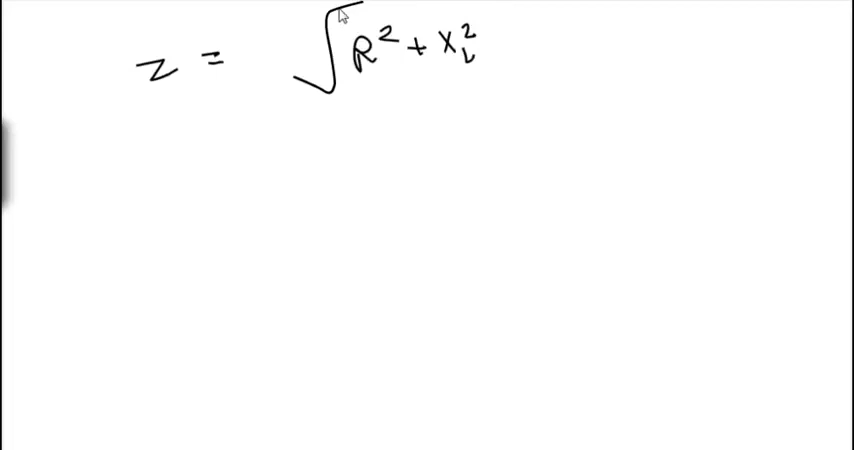 z = √R² + X_L²